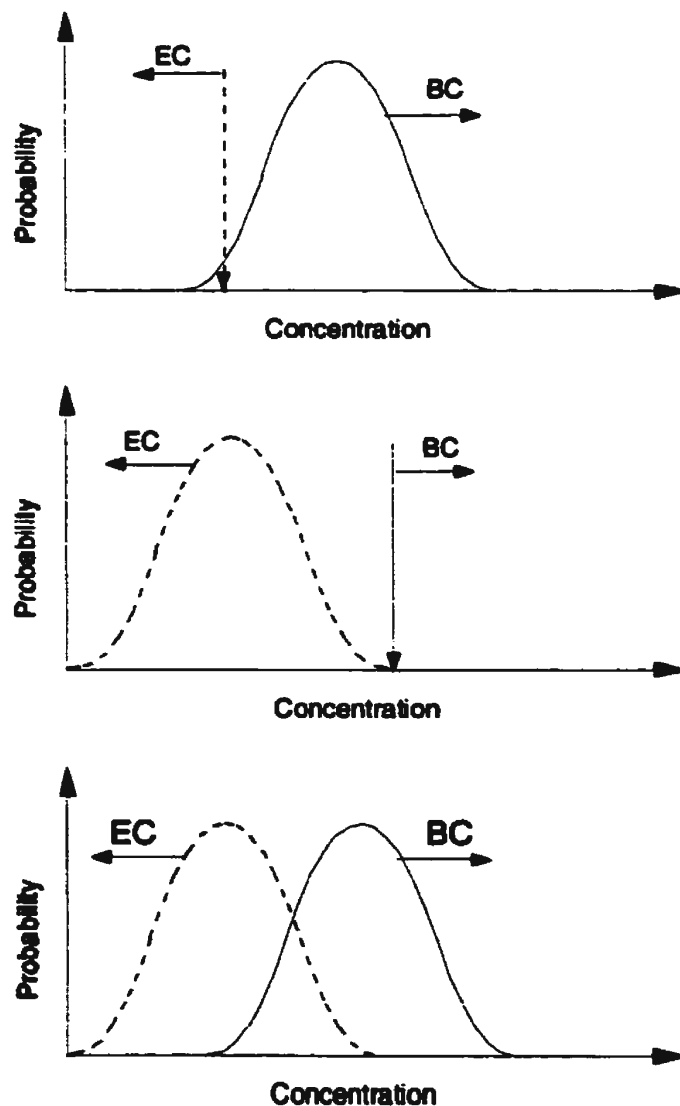 EC
BC
Probability
Concentration
EC
BC
Probability
Concentration
EC
BC
Probability
Concentration